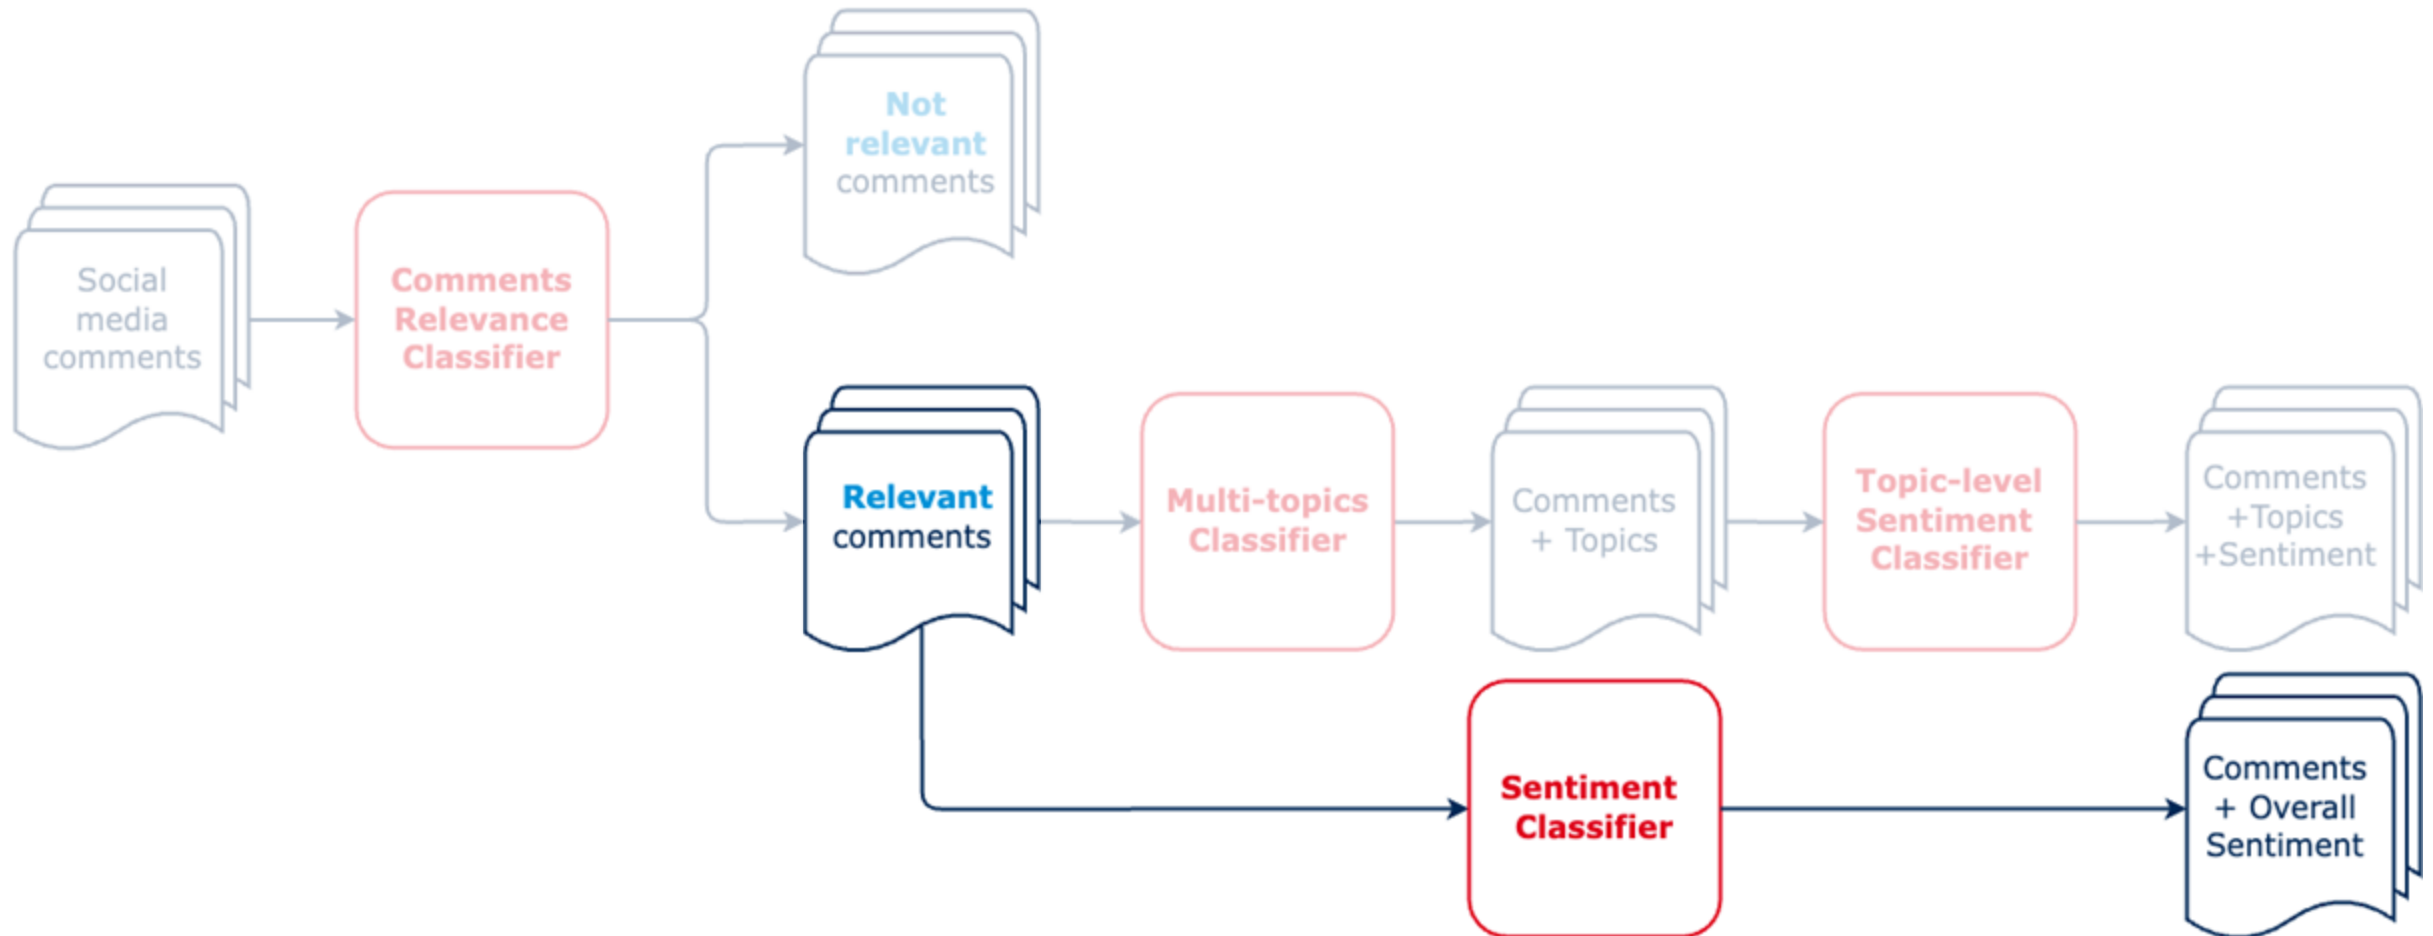 Not
relevant
comments
Social
media
comments
Comments
Relevance
Classifier
Relevant
comments
Multi-topics
Classifier
Comments
+ Topics
Topic-level
Sentiment
Classifier
Comments
+Topics
+Sentiment
Sentiment
Classifier
Comments
+ Overall
Sentiment